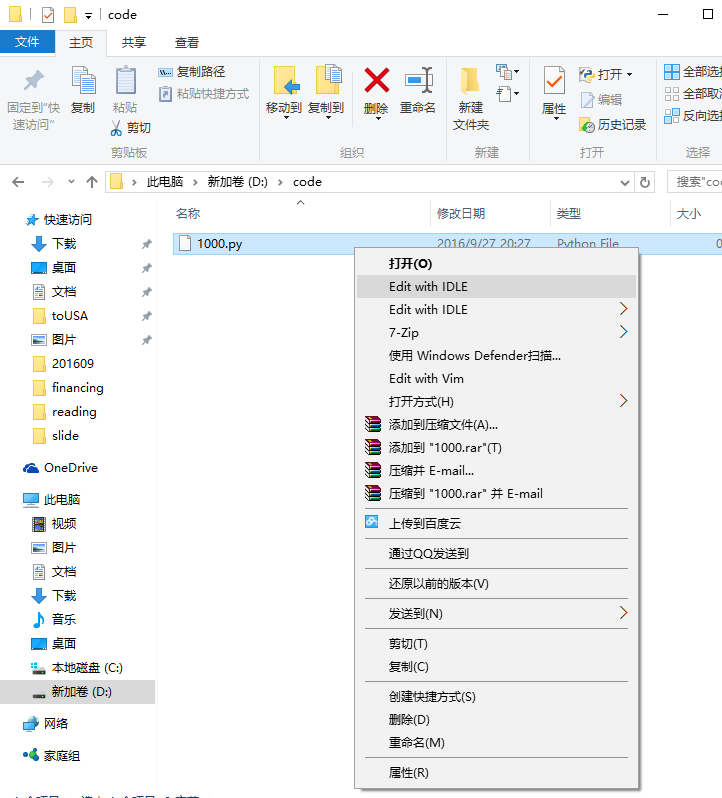 code
文件 主页 共享 查看
固定到"快速访问"
复制
粘贴
复制路径
粘贴快捷方式
剪切
移动到 复制到
删除 重命名
新建文件夹
属性
打开
编辑
历史记录
全部选
全部取
反向选
剪贴板 组织 新建 打开 选择
此电脑 新加卷 (D:) code
搜索"co
名称 修改日期 类型 大小
1000.py 2016/9/27 20:27 Python File 0
快速访问
下载
桌面
文档
toUSA
图片
201609
financing
reading
slide
OneDrive
此电脑
视频
图片
文档
下载
音乐
桌面
本地磁盘 (C:)
新加卷 (D:)
网络
家庭组
打开(O)
Edit with IDLE
Edit with IDLE
7-Zip
使用 Windows Defender扫描...
Edit with Vim
打开方式(H)
添加到压缩文件(A)...
添加到 "1000.rar"(T)
压缩并 E-mail...
压缩到 "1000.rar" 并 E-mail
上传到百度云
通过QQ发送到
还原以前的版本(V)
发送到(N)
剪切(T)
复制(C)
创建快捷方式(S)
删除(D)
重命名(M)
属性(R)